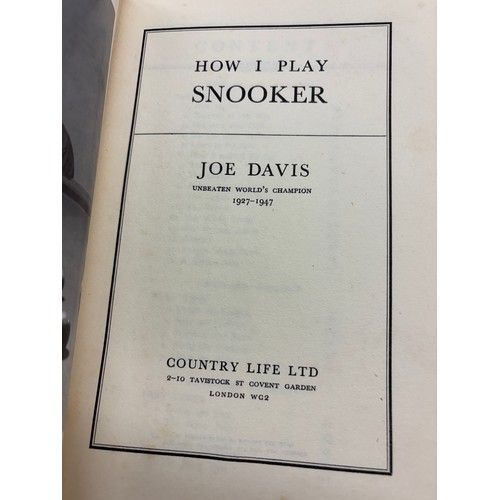 HOW I PLAY
SNOOKER
JOE DAVIS
UNBEATEN WORLD'S CHAMPION
1927-1947
COUNTRY LIFE LTD
2-10 TAVISTOCK ST COVENT GARDEN
LONDON WC2